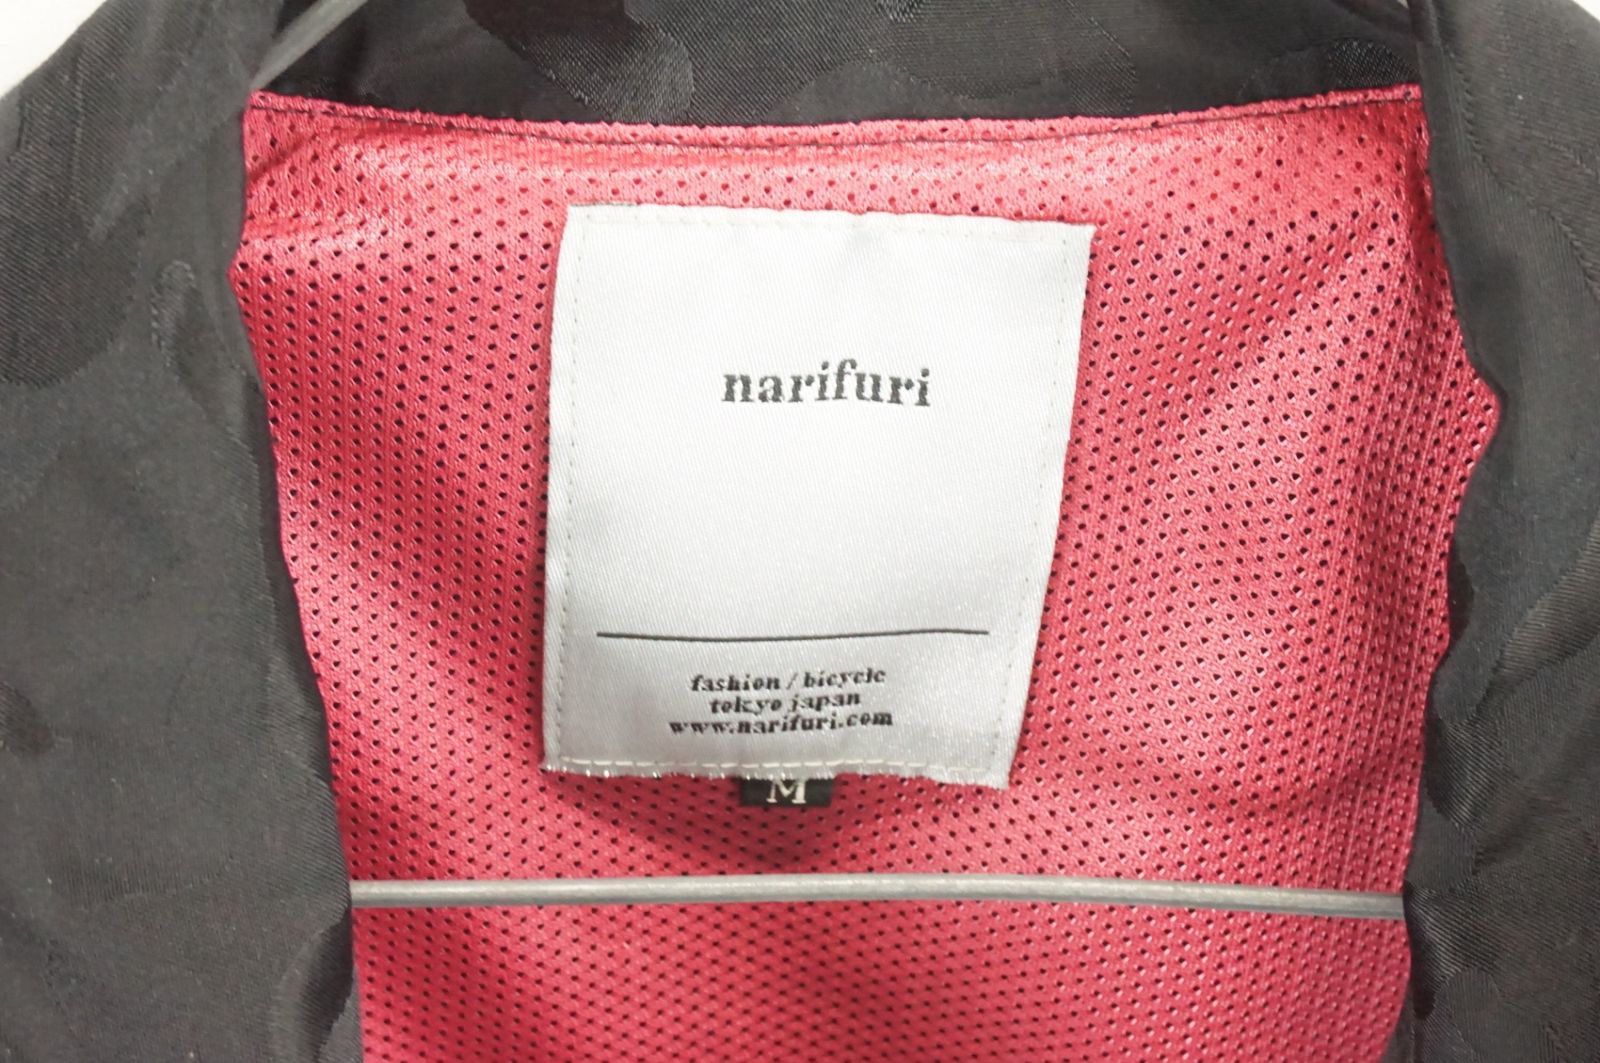 narifuri
fashion / bicycle
tokyo japan
www.narifuri.com
M